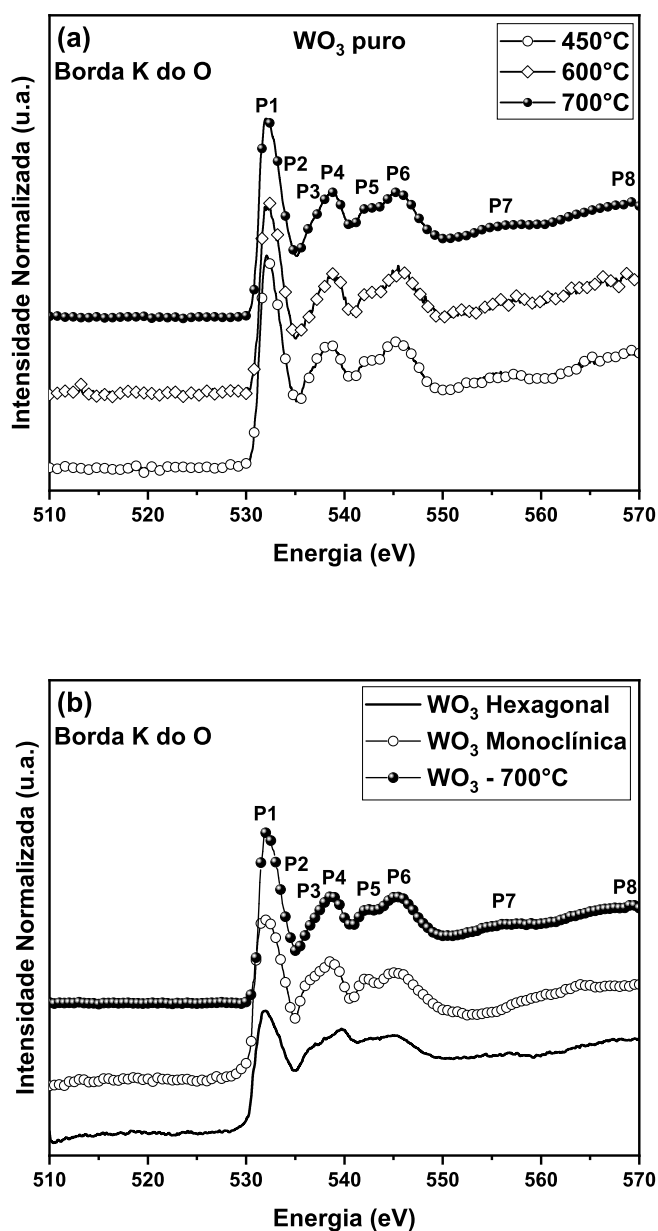 (a)
WO₃ puro
Borda K do O
450°C
600°C
700°C
P1
P2
P3
P4
P5
P6
P7
P8
Intensidade Normalizada (u.a.)
510 520 530 540 550 560 570
Energia (eV)
(b)
Borda K do O
WO₃ Hexagonal
WO₃ Monoclínica
WO₃ - 700°C
P1
P2
P3
P4
P5
P6
P7
P8
Intensidade Normalizada (u.a.)
510 520 530 540 550 560 570
Energia (eV)